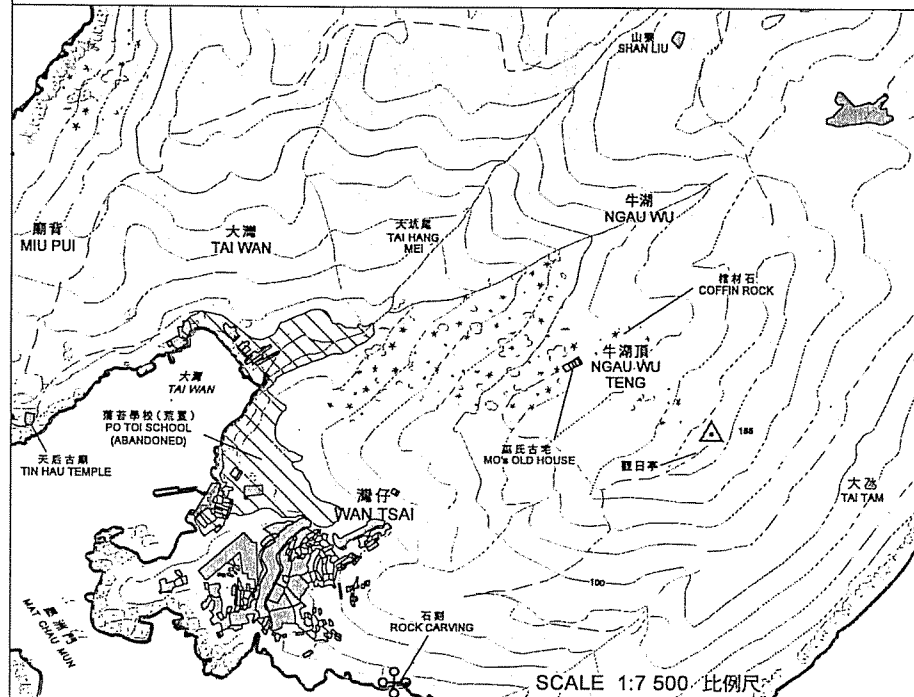 山寮
SHAN LIU
牛湖
NGAU WU
廟背
MIU PUI
大灣
TAI WAN
大坑尾
TAI HANG
MEI
棺材石
COFFIN ROCK
牛湖頂
NGAU WU
TENG
大灣
TAI WAN
蒲苔學校(荒置)
PO TOI SCHOOL
(ABANDONED)
天后古廟
TIN HAU TEMPLE
巫氏古宅
MO's OLD HOUSE
188
觀日亭
大氹
TAI TAM
灣仔
WAN TSAI
100
MAT CHAU MUN
石刻
ROCK CARVING
SCALE 1:7 500 比例尺